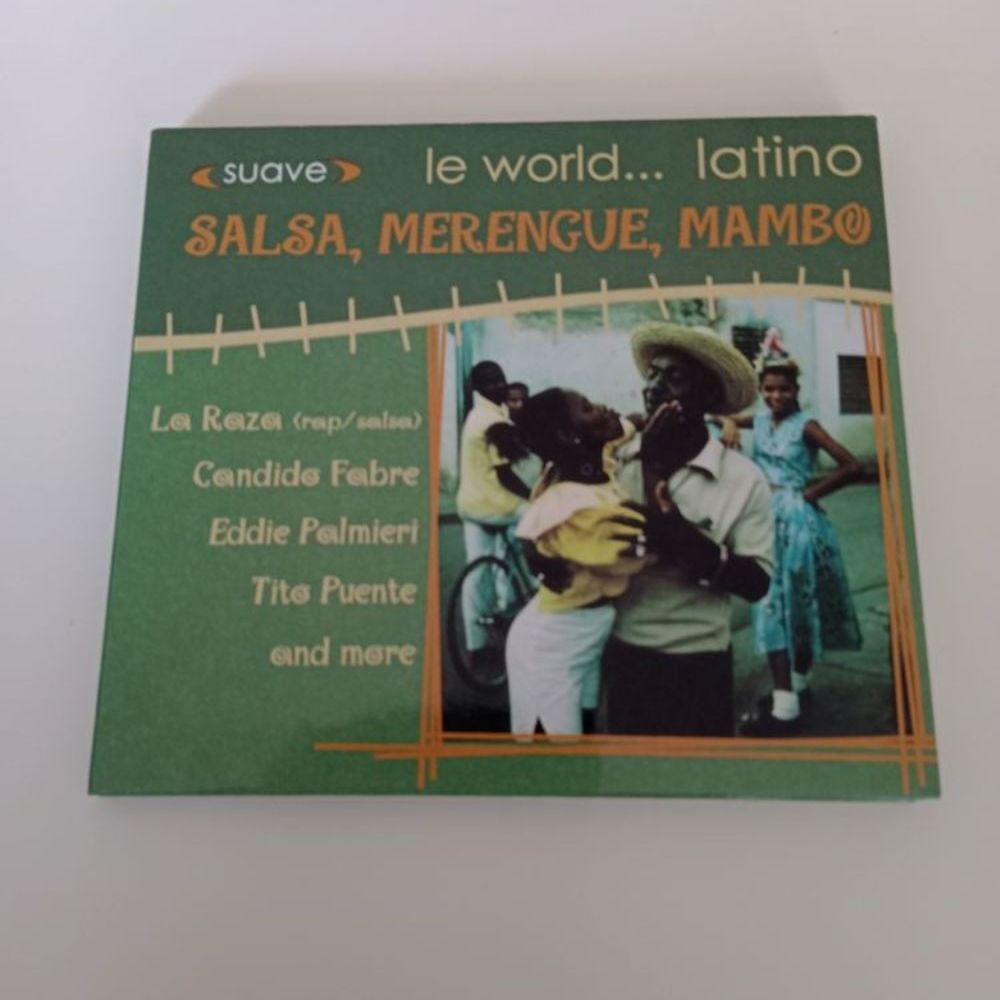 suave
le world... latino
SALSA, MERENGUE, MAMBO
La Raza (rap/salsa)
Candido Fabre
Eddie Palmieri
Tito Puente
and more